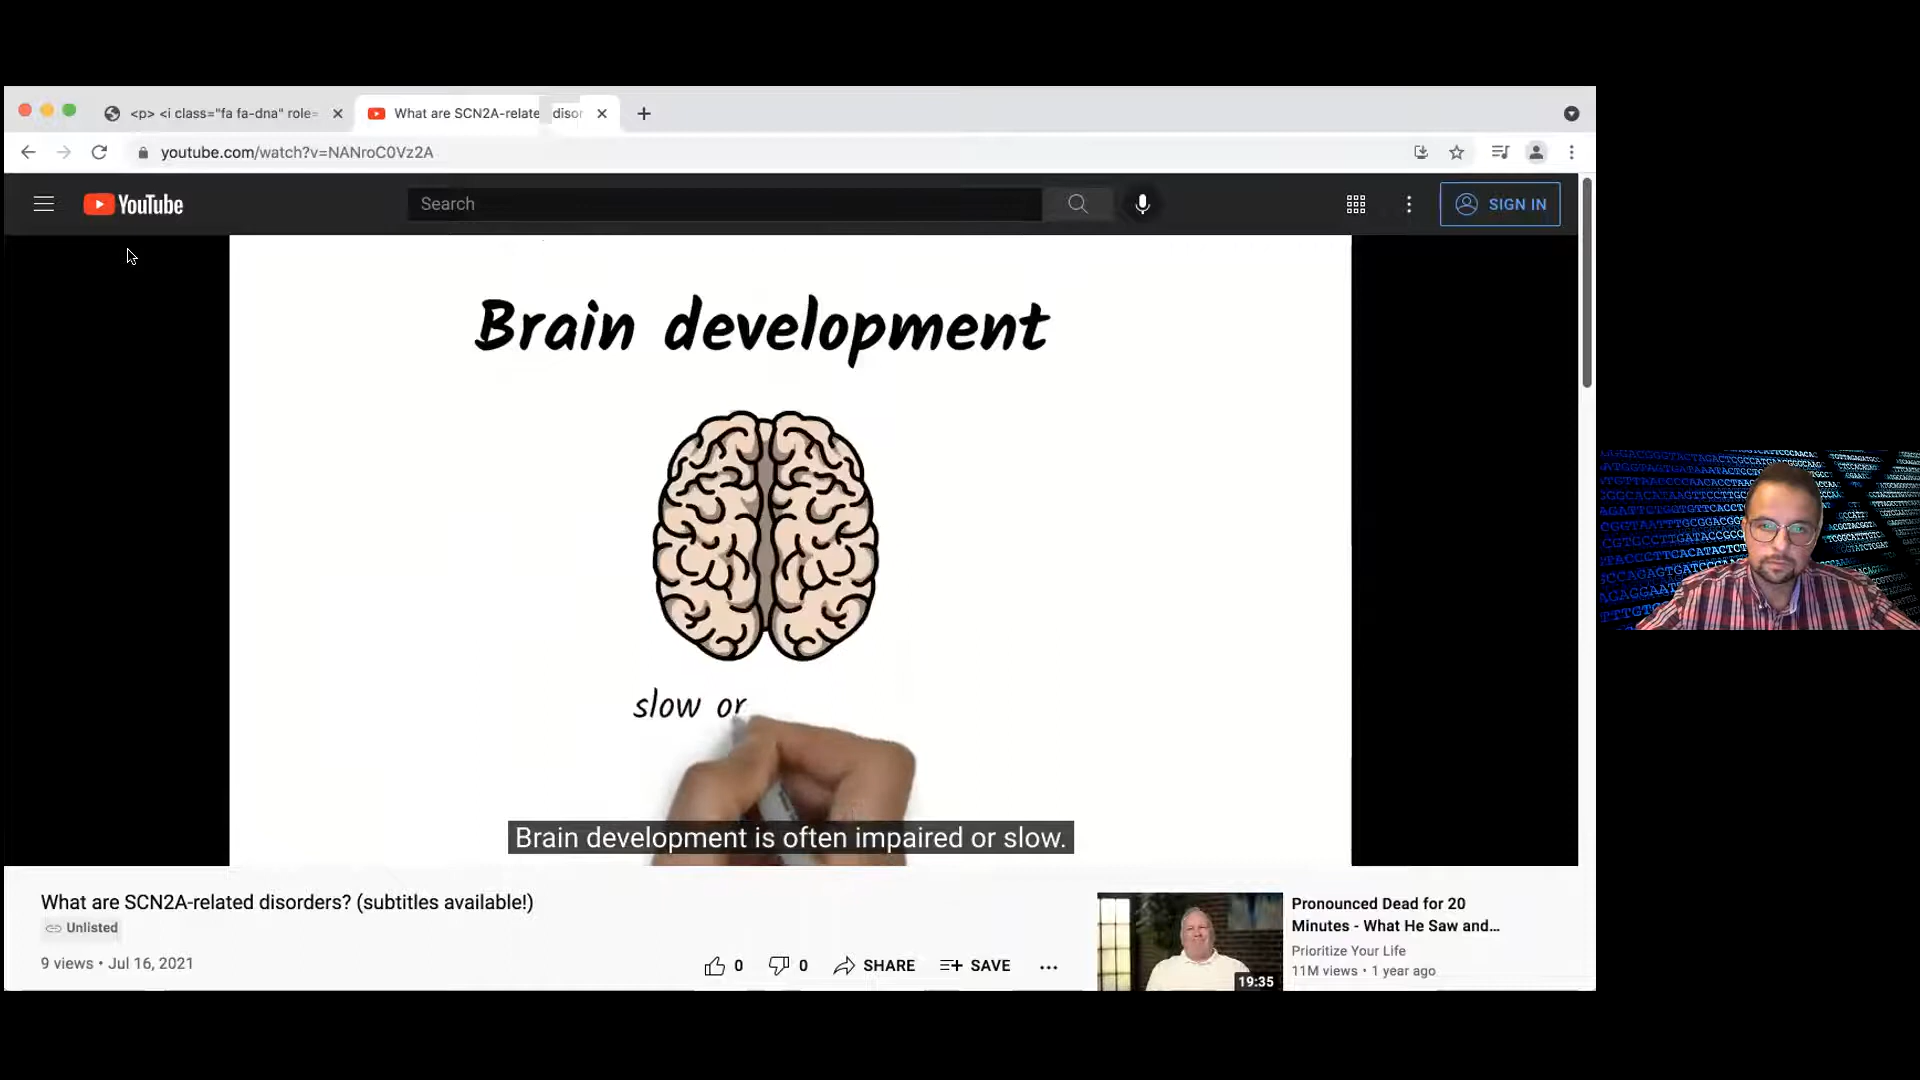 <p> <i class="fa fa-dna" role=
What are SCN2A-relate disor
youtube.com/watch?v=NANroC0Vz2A
YouTube
Search
SIGN IN
Brain development
slow or
Brain development is often impaired or slow.
What are SCN2A-related disorders? (subtitles available!)
Unlisted
9 views • Jul 16, 2021
0
0
SHARE
SAVE
19:35
Pronounced Dead for 20
Minutes - What He Saw and...
Prioritize Your Life
11M views • 1 year ago